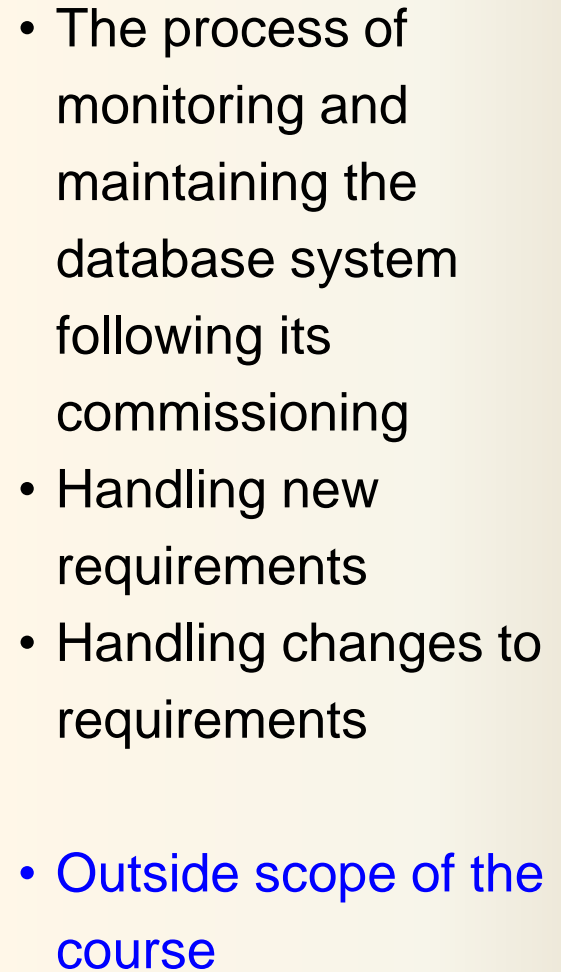 • The process of
monitoring and
maintaining the
database system
following its
commissioning
• Handling new
requirements
• Handling changes to
requirements
• Outside scope of the
course